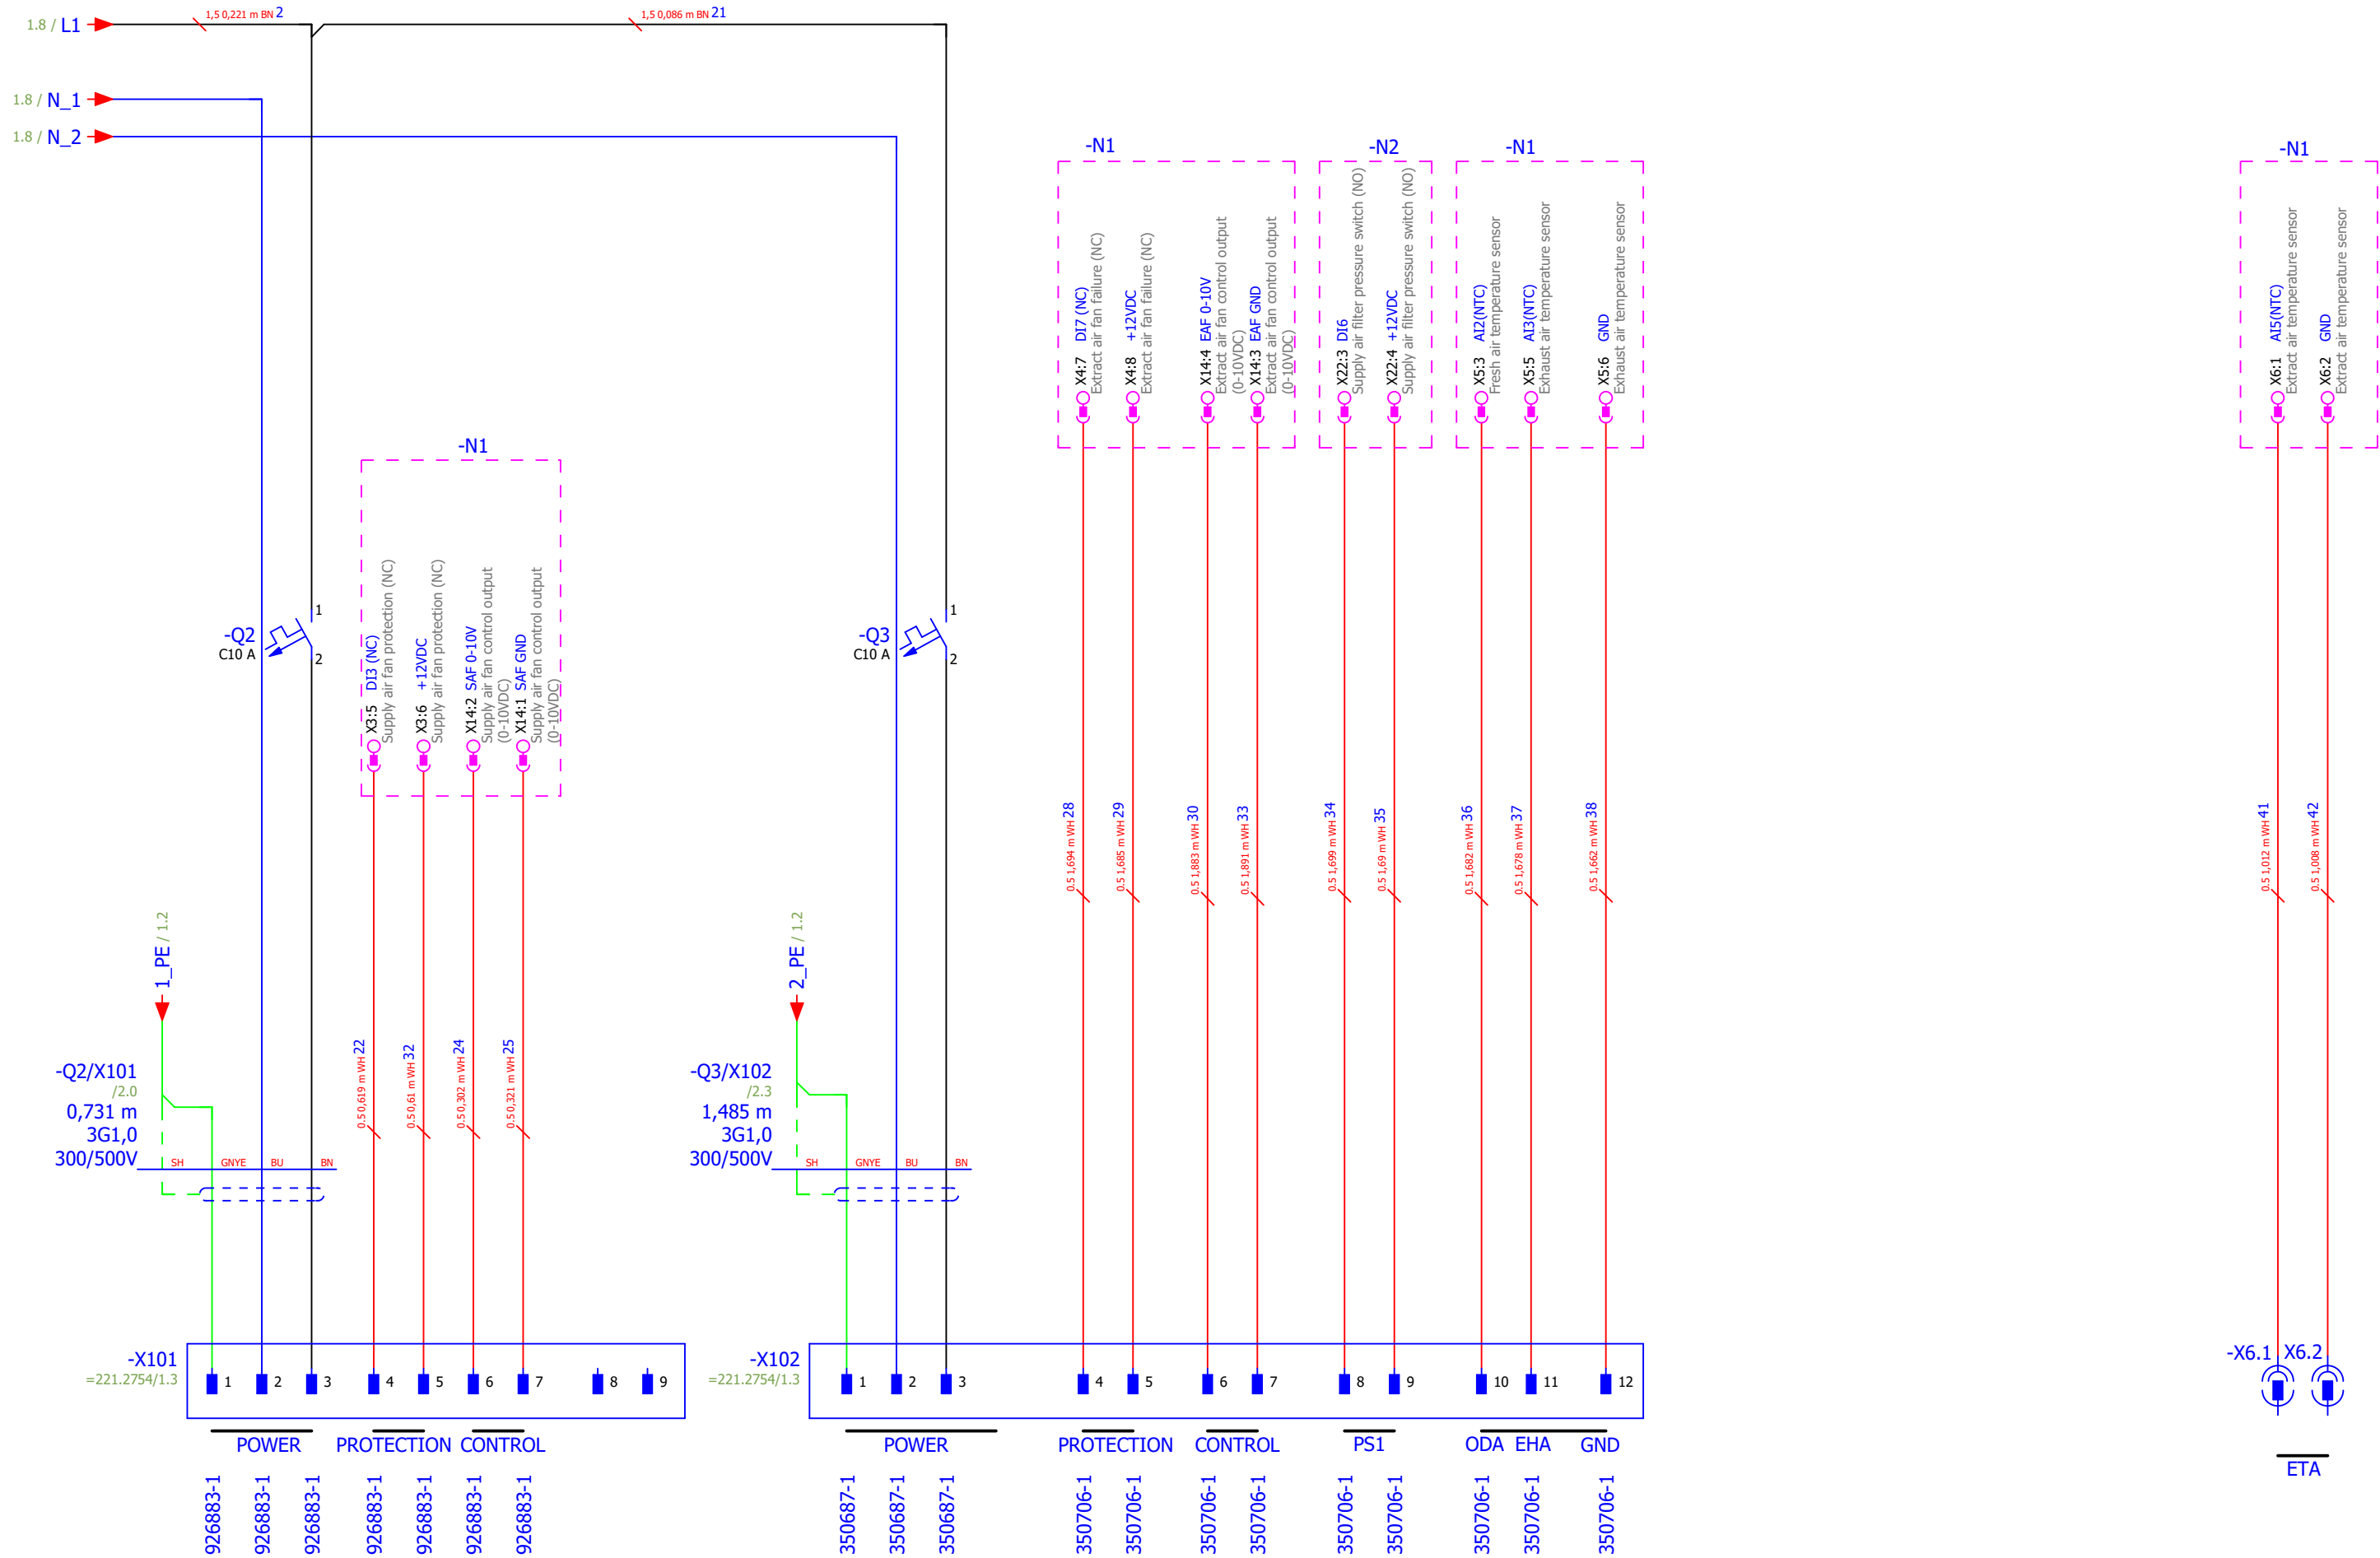 1.8 / L1
1,5 0,221 m BN 2
1,5 0,086 m BN 21
1.8 / N_1
1.8 / N_2
-N1
X4:7 DI7 (NC)
Extract air fan failure (NC)
X4:8 +12VDC
Extract air fan failure (NC)
X14:4 EAF 0-10V
Extract air fan control output
(0-10VDC)
X14:3 EAF GND
Extract air fan control output
(0-10VDC)
-N2
X22:3 DI6
Supply air filter pressure switch (NO)
X22:4 +12VDC
Supply air filter pressure switch (NO)
-N1
X5:3 AI2(NTC)
Fresh air temperature sensor
X5:5 AI3(NTC)
Exhaust air temperature sensor
X5:6 GND
Exhaust air temperature sensor
-N1
X6:1 AI5(NTC)
Extract air temperature sensor
X6:2 GND
Extract air temperature sensor
-N1
X3:5 DI3 (NC)
Supply air fan protection (NC)
X3:6 +12VDC
Supply air fan protection (NC)
X14:2 SAF 0-10V
Supply air fan control output
(0-10VDC)
X14:1 SAF GND
Supply air fan control output
(0-10VDC)
-Q2
C10 A
1
2
-Q3
C10 A
1
2
0.5 1,694 m WH 28
0.5 1,685 m WH 29
0.5 1,883 m WH 30
0.5 1,891 m WH 33
0.5 1,699 m WH 34
0.5 1,69 m WH 35
0.5 1,682 m WH 36
0.5 1,678 m WH 37
0.5 1,662 m WH 38
0.5 1,012 m WH 41
0.5 1,008 m WH 42
1_PE / 1.2
2_PE / 1.2
0.5 0,619 m WH 22
0.5 0,61 m WH 32
0.5 0,302 m WH 24
0.5 0,321 m WH 25
-Q2/X101
/2.0
0,731 m
3G1,0
300/500V
SH GNYE BU BN
-Q3/X102
/2.3
1,485 m
3G1,0
300/500V
SH GNYE BU BN
-X101
=221.2754/1.3
1 2 3 4 5 6 7 8 9
POWER PROTECTION CONTROL
926883-1
926883-1
926883-1
926883-1
926883-1
926883-1
926883-1
-X102
=221.2754/1.3
1 2 3 4 5 6 7 8 9 10 11 12
POWER PROTECTION CONTROL PS1 ODA EHA GND
350687-1
350687-1
350687-1
350706-1
350706-1
350706-1
350706-1
350706-1
350706-1
350706-1
350706-1
350706-1
-X6.1 X6.2
ETA